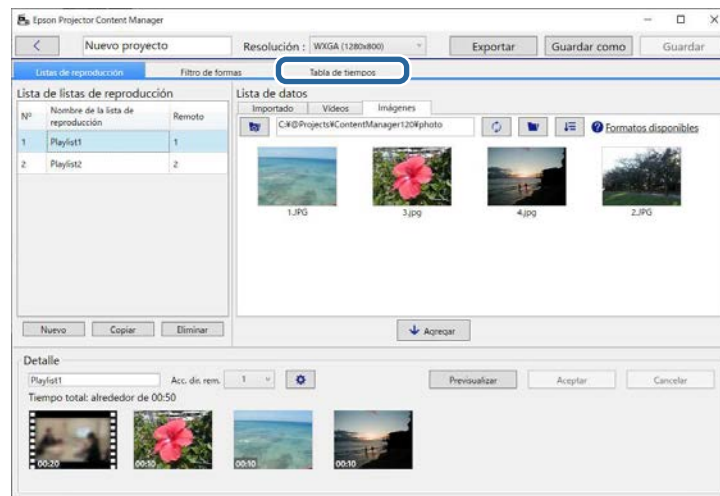 Epson Projector Content Manager
Nuevo proyecto
Resolución :
WXGA (1280x800)
Exportar
Guardar como
Guardar
Listas de reproducción
Filtro de formas
Tabla de tiempos
Lista de listas de reproducción
Nº
Nombre de la lista de
reproducción
Remoto
1
Playlist1
1
2
Playlist2
2
Nuevo
Copiar
Eliminar
Lista de datos
Importado
Videos
Imágenes
C:¥@Projects¥ContentManager120¥photo
Formatos disponibles
1.JPG
3.jpg
4.jpg
2.JPG
Agregar
Detalle
Playlist1
Acc. dir. rem.
1
Previsualizar
Aceptar
Cancelar
Tiempo total: alrededor de 00:50
00:20
00:10
00:10
00:10